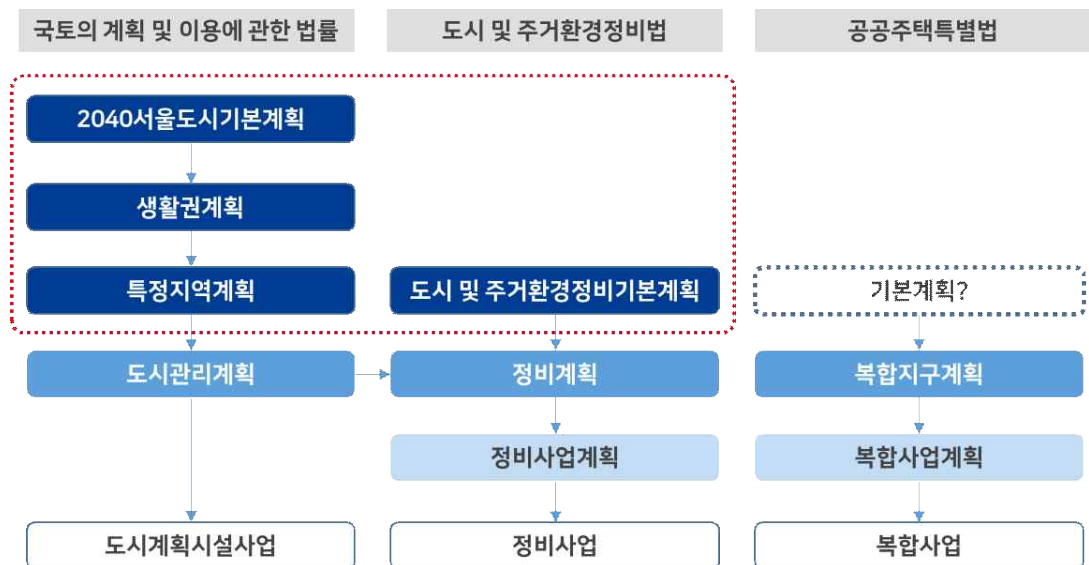 국토의 계획 및 이용에 관한 법률
도시 및 주거환경정비법
공공주택특별법
2040서울도시기본계획
생활권계획
특정지역계획
도시 및 주거환경정비기본계획
기본계획?
도시관리계획
정비계획
복합지구계획
정비사업계획
복합사업계획
도시계획시설사업
정비사업
복합사업